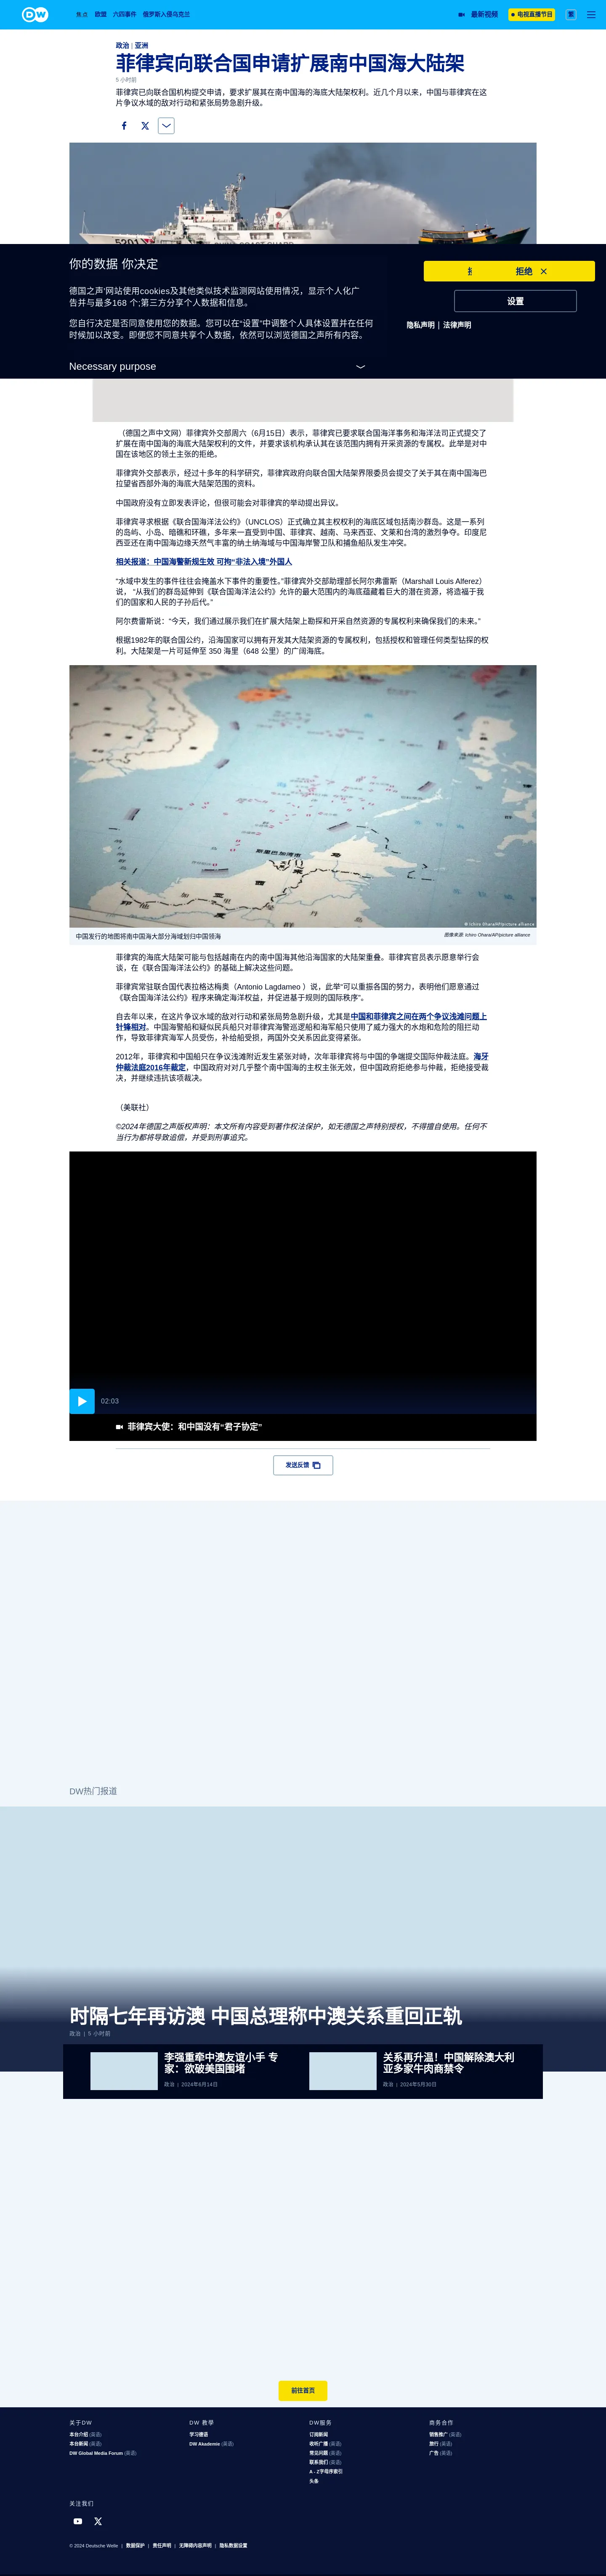 DW
焦点 欧盟 六四事件 俄罗斯入侵乌克兰
最新视频
电视直播节目
繁
政治 | 亚洲
菲律宾向联合国申请扩展南中国海大陆架
5 小时前
菲律宾已向联合国机构提交申请，要求扩展其在南中国海的海底大陆架权利。近几个月以来，中国与菲律宾在这
片争议水域的敌对行动和紧张局势急剧升级。
你的数据 你决定
德国之声’网站使用cookies及其他类似技术监测网站使用情况，显示个人化广
告并与最多168 个;第三方分享个人数据和信息。
您自行决定是否同意使用您的数据。您可以在“设置”中调整个人具体设置并在任何
时候加以改变。即便您不同意共享个人数据，依然可以浏览德国之声所有内容。
Necessary purpose
拒绝
设置
隐私声明 | 法律声明
（德国之声中文网）菲律宾外交部周六（6月15日）表示，菲律宾已要求联合国海洋事务和海洋法司正式提交了
扩展在南中国海的海底大陆架权利的文件，并要求该机构承认其在该范围内拥有开采资源的专属权。此举是对中
国在该地区的领土主张的拒绝。
菲律宾外交部表示，经过十多年的科学研究，菲律宾政府向联合国大陆架界限委员会提交了关于其在南中国海巴
拉望省西部外海的海底大陆架范围的资料。
中国政府没有立即发表评论，但很可能会对菲律宾的举动提出异议。
菲律宾寻求根据《联合国海洋法公约》（UNCLOS）正式确立其主权权利的海底区域包括南沙群岛。这是一系列
的岛屿、小岛、暗礁和环礁，多年来一直受到中国、菲律宾、越南、马来西亚、文莱和台湾的激烈争夺。印度尼
西亚还在南中国海边缘天然气丰富的纳土纳海域与中国海岸警卫队和捕鱼船队发生冲突。
相关报道：中国海警新规生效 可拘“非法入境”外国人
“水域中发生的事件往往会掩盖水下事件的重要性。”菲律宾外交部助理部长阿尔弗雷斯（Marshall Louis Alferez）
说， “从我们的群岛延伸到《联合国海洋法公约》允许的最大范围内的海底蕴藏着巨大的潜在资源，将造福于我
们的国家和人民的子孙后代。”
阿尔费雷斯说：“今天，我们通过展示我们在扩展大陆架上勘探和开采自然资源的专属权利来确保我们的未来。”
根据1982年的联合国公约，沿海国家可以拥有开发其大陆架资源的专属权利，包括授权和管理任何类型钻探的权
利。大陆架是一片可延伸至 350 海里（648 公里）的广阔海底。
© Ichiro Ohara/AP/picture alliance
中国发行的地图将南中国海大部分海域划归中国领海
图像来源: Ichiro Ohara/AP/picture alliance
菲律宾的海底大陆架可能与包括越南在内的南中国海其他沿海国家的大陆架重叠。菲律宾官员表示愿意举行会
谈，在《联合国海洋法公约》的基础上解决这些问题。
菲律宾常驻联合国代表拉格达梅奥（Antonio Lagdameo ）说，此举“可以重振各国的努力，表明他们愿意通过
《联合国海洋法公约》程序来确定海洋权益，并促进基于规则的国际秩序”。
自去年以来，在这片争议水域的敌对行动和紧张局势急剧升级，尤其是中国和菲律宾之间在两个争议浅滩问题上
针锋相对。中国海警船和疑似民兵船只对菲律宾海警巡逻船和海军船只使用了威力强大的水炮和危险的阻拦动
作，导致菲律宾海军人员受伤，补给船受损，两国外交关系因此变得紧张。
2012年，菲律宾和中国船只在争议浅滩附近发生紧张对峙，次年菲律宾将与中国的争端提交国际仲裁法庭。海牙
仲裁法庭2016年裁定，中国政府对对几乎整个南中国海的主权主张无效，但中国政府拒绝参与仲裁，拒绝接受裁
决，并继续违抗该项裁决。
（美联社）
©2024年德国之声版权声明：本文所有内容受到著作权法保护，如无德国之声特别授权，不得擅自使用。任何不
当行为都将导致追偿，并受到刑事追究。
02:03
菲律宾大使：和中国没有“君子协定”
发送反馈
DW热门报道
时隔七年再访澳 中国总理称中澳关系重回正轨
政治 | 5 小时前
李强重牵中澳友谊小手 专
家：欲破美国围堵
政治 | 2024年6月14日
关系再升温！中国解除澳大利
亚多家牛肉商禁令
政治 | 2024年5月30日
前往首页
关于DW
本台介绍 (英语)
本台新闻 (英语)
DW Global Media Forum (英语)
DW 教學
学习德语
DW Akademie (英语)
DW服务
订阅新闻
收听广播 (英语)
常见问题 (英语)
联系我们 (英语)
A - Z字母序索引
头条
商务合作
销售推广 (英语)
旅行 (英语)
广告 (英语)
关注我们
© 2024 Deutsche Welle | 数据保护 | 责任声明 | 无障碍内容声明 | 隐私数据设置